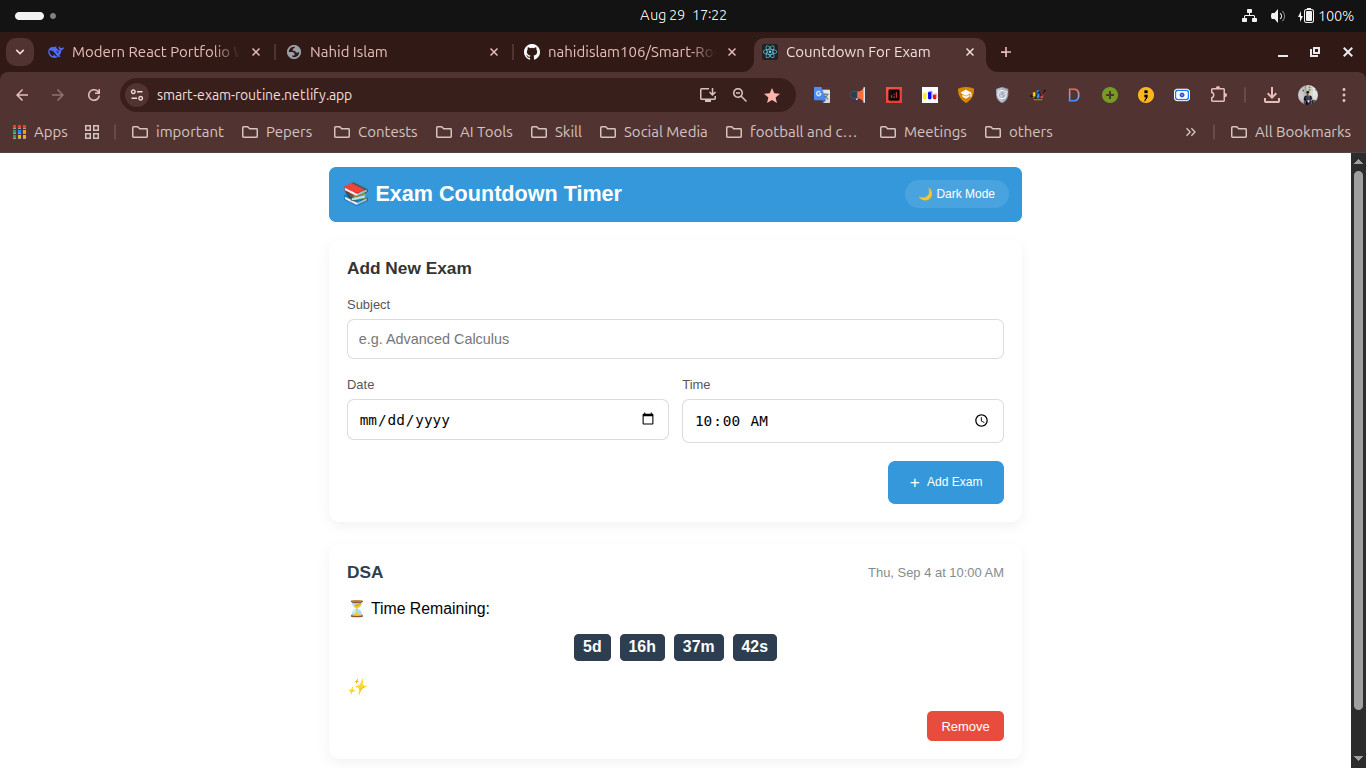 Aug 29 17:22
100%
Modern React Portfolio
Nahid Islam
nahidislam106/Smart-Ro
Countdown For Exam
smart-exam-routine.netlify.app
Apps
important
Pepers
Contests
AI Tools
Skill
Social Media
football and c...
Meetings
others
All Bookmarks
📚 Exam Countdown Timer
🌙 Dark Mode
Add New Exam
Subject
e.g. Advanced Calculus
Date
Time
mm/dd/yyyy
10:00 AM
+ Add Exam
DSA
Thu, Sep 4 at 10:00 AM
⏳ Time Remaining:
5d 16h 37m 42s
✨
Remove